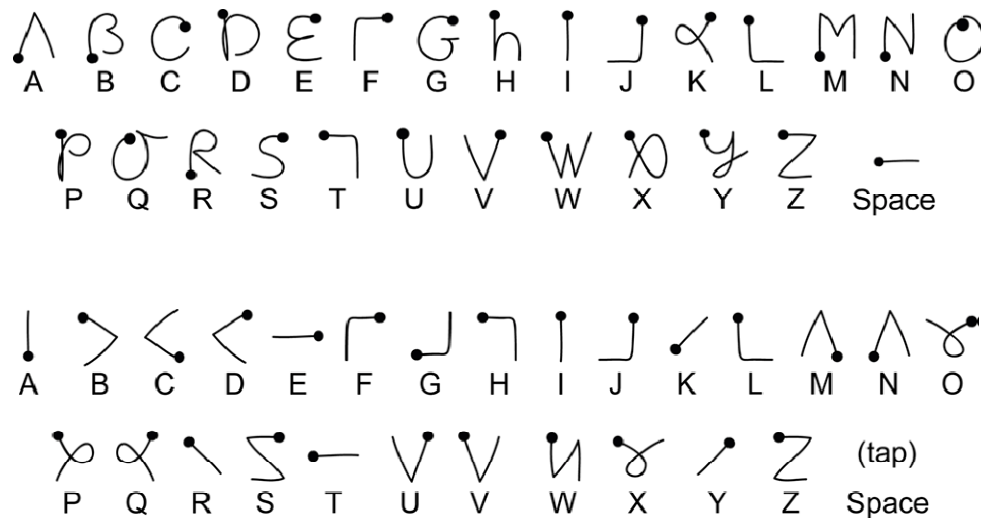 A B C D E F G H I J K L M N O
P Q R S T U V W X Y Z Space
A B C D E F G H I J K L M N O
(tap)
P Q R S T U V W X Y Z Space